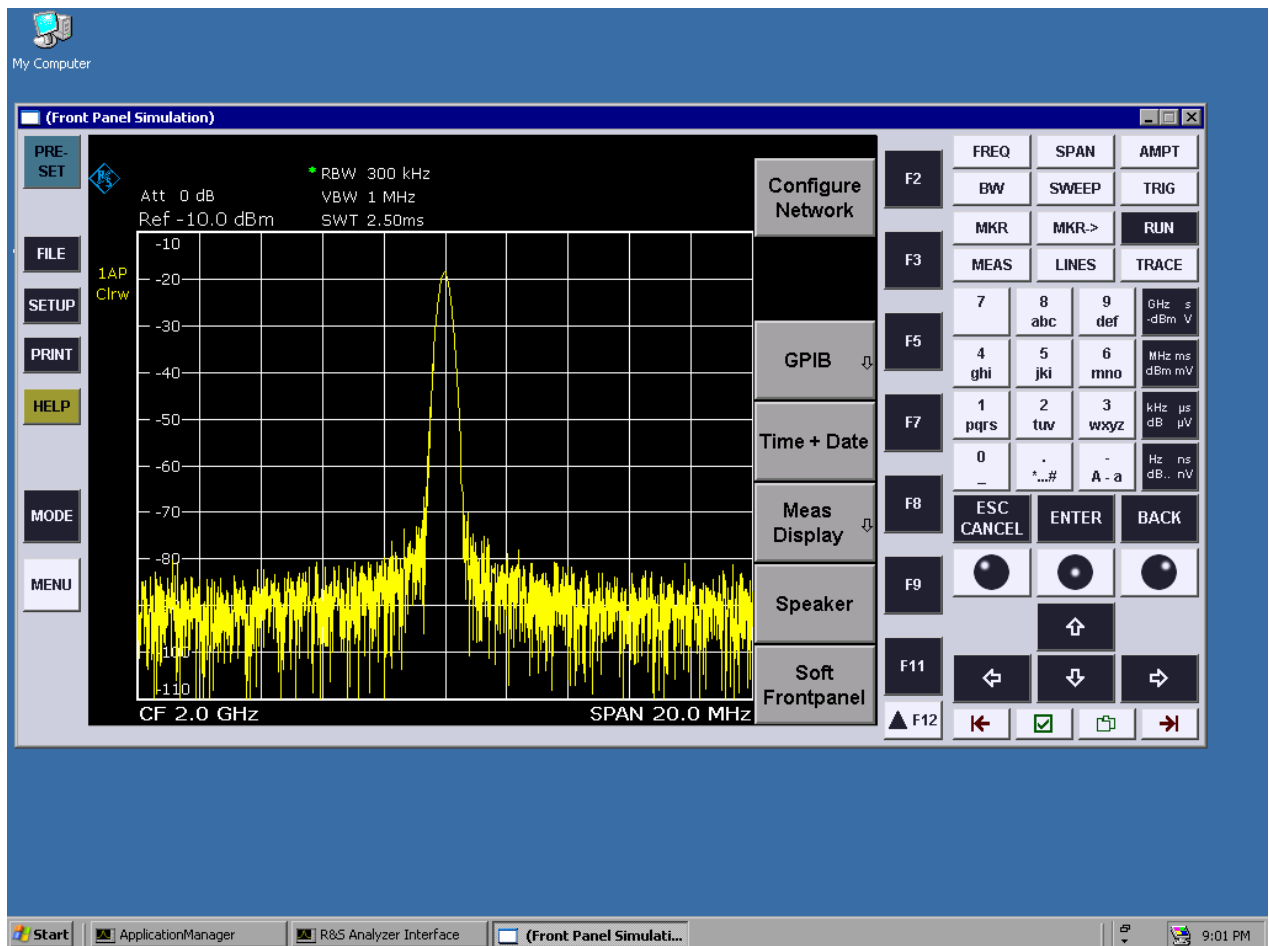 My Computer
(Front Panel Simulation)
PRE-
SET
FILE
SETUP
PRINT
HELP
MODE
MENU
Att 0 dB
Ref -10.0 dBm
* RBW 300 kHz
VBW 1 MHz
SWT 2.50ms
1AP
Clrw
-10
-20
-30
-40
-50
-60
-70
-80
-100
-110
CF 2.0 GHz
SPAN 20.0 MHz
Configure
Network
GPIB
Time + Date
Meas
Display
Speaker
Soft
Frontpanel
F2
F3
F5
F7
F8
F9
F11
F12
FREQ SPAN AMPT
BW SWEEP TRIG
MKR MKR-> RUN
MEAS LINES TRACE
7 8 9 GHz s
abc def -dBm V
4 5 6 MHz ms
ghi jkl mno dBm mV
1 2 3 kHz µs
pqrs tuv wxyz dB µV
0 . - Hz ns
_ *...# A - a dB.. nV
ESC
CANCEL
ENTER
BACK
Start
ApplicationManager
R&S Analyzer Interface
(Front Panel Simulati...
9:01 PM